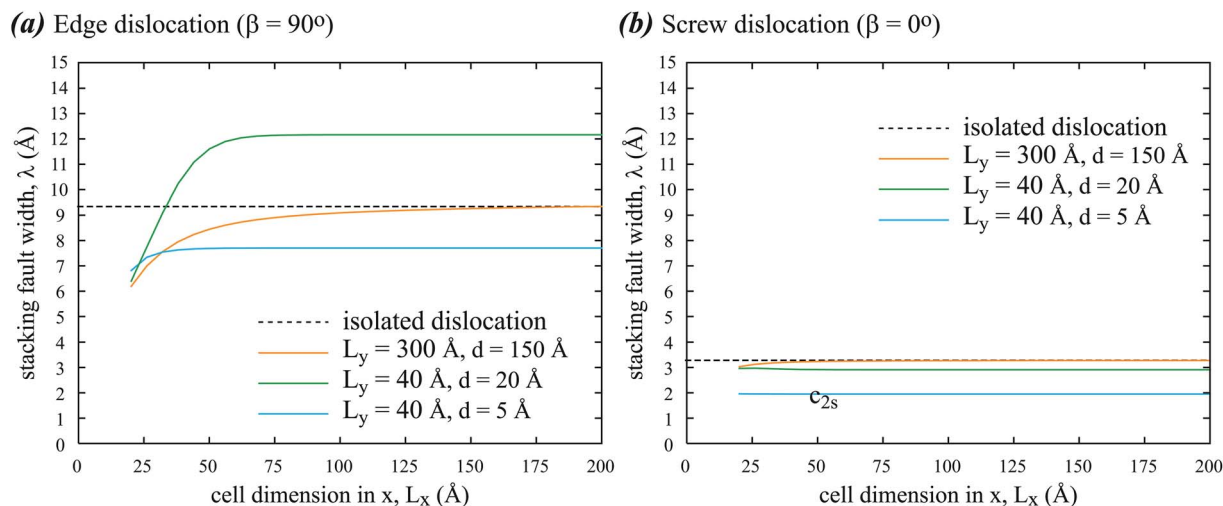 (a) Edge dislocation (β = 90º)
stacking fault width, λ (Å)
15
14
13
12
11
10
9
8
7
6
5
4
3
2
1
0
isolated dislocation
Ly = 300 Å, d = 150 Å
Ly = 40 Å, d = 20 Å
Ly = 40 Å, d = 5 Å
0 25 50 75 100 125 150 175 200
cell dimension in x, Lx (Å)
(b) Screw dislocation (β = 0º)
stacking fault width, λ (Å)
15
14
13
12
11
10
9
8
7
6
5
4
3
2
1
0
isolated dislocation
Ly = 300 Å, d = 150 Å
Ly = 40 Å, d = 20 Å
Ly = 40 Å, d = 5 Å
c2s
0 25 50 75 100 125 150 175 200
cell dimension in x, Lx (Å)